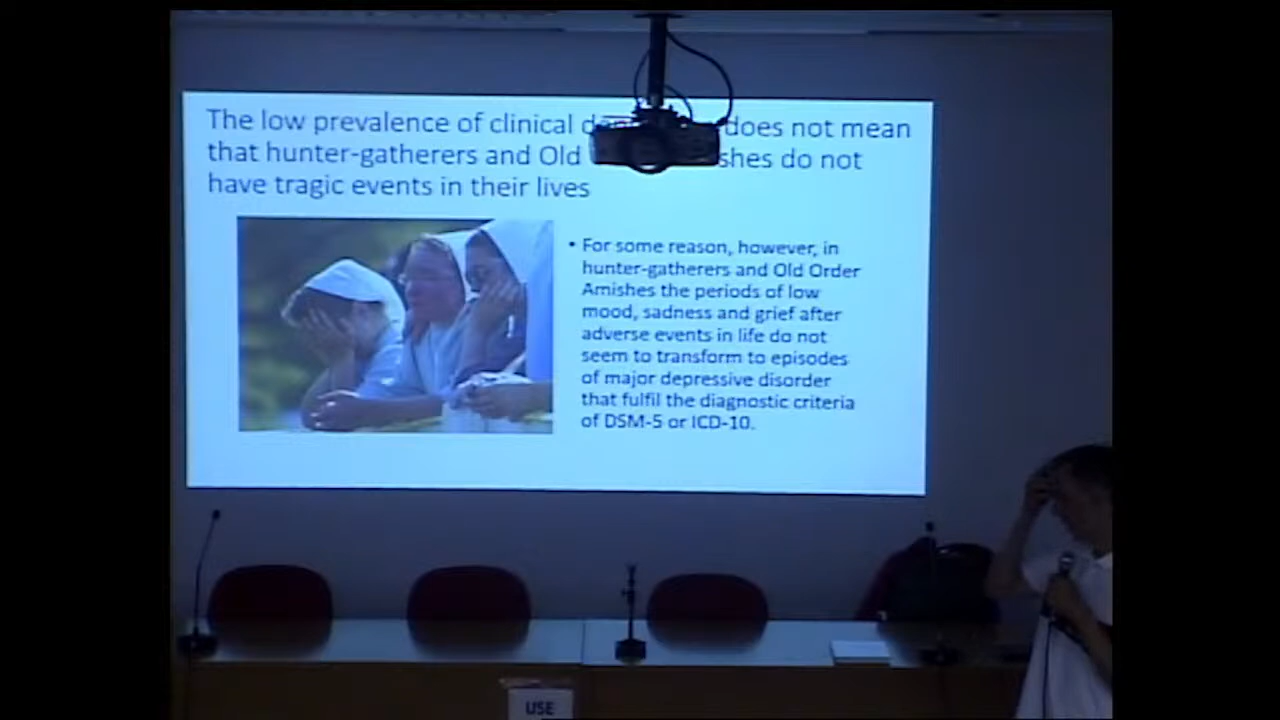 The low prevalence of clinical does not mean
that hunter-gatherers and Old shes do not
have tragic events in their lives
• For some reason, however, in
hunter-gatherers and Old Order
Amishes the periods of low
mood, sadness and grief after
adverse events in life do not
seem to transform to episodes
of major depressive disorder
that fulfil the diagnostic criteria
of DSM-5 or ICD-10.
USE